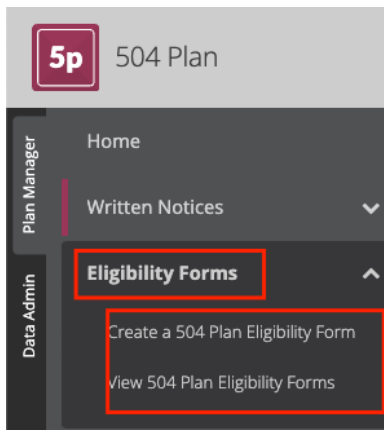 5p 504 Plan
Plan Manager
Home
Written Notices
Data Admin
Eligibility Forms
Create a 504 Plan Eligibility Form
View 504 Plan Eligibility Forms